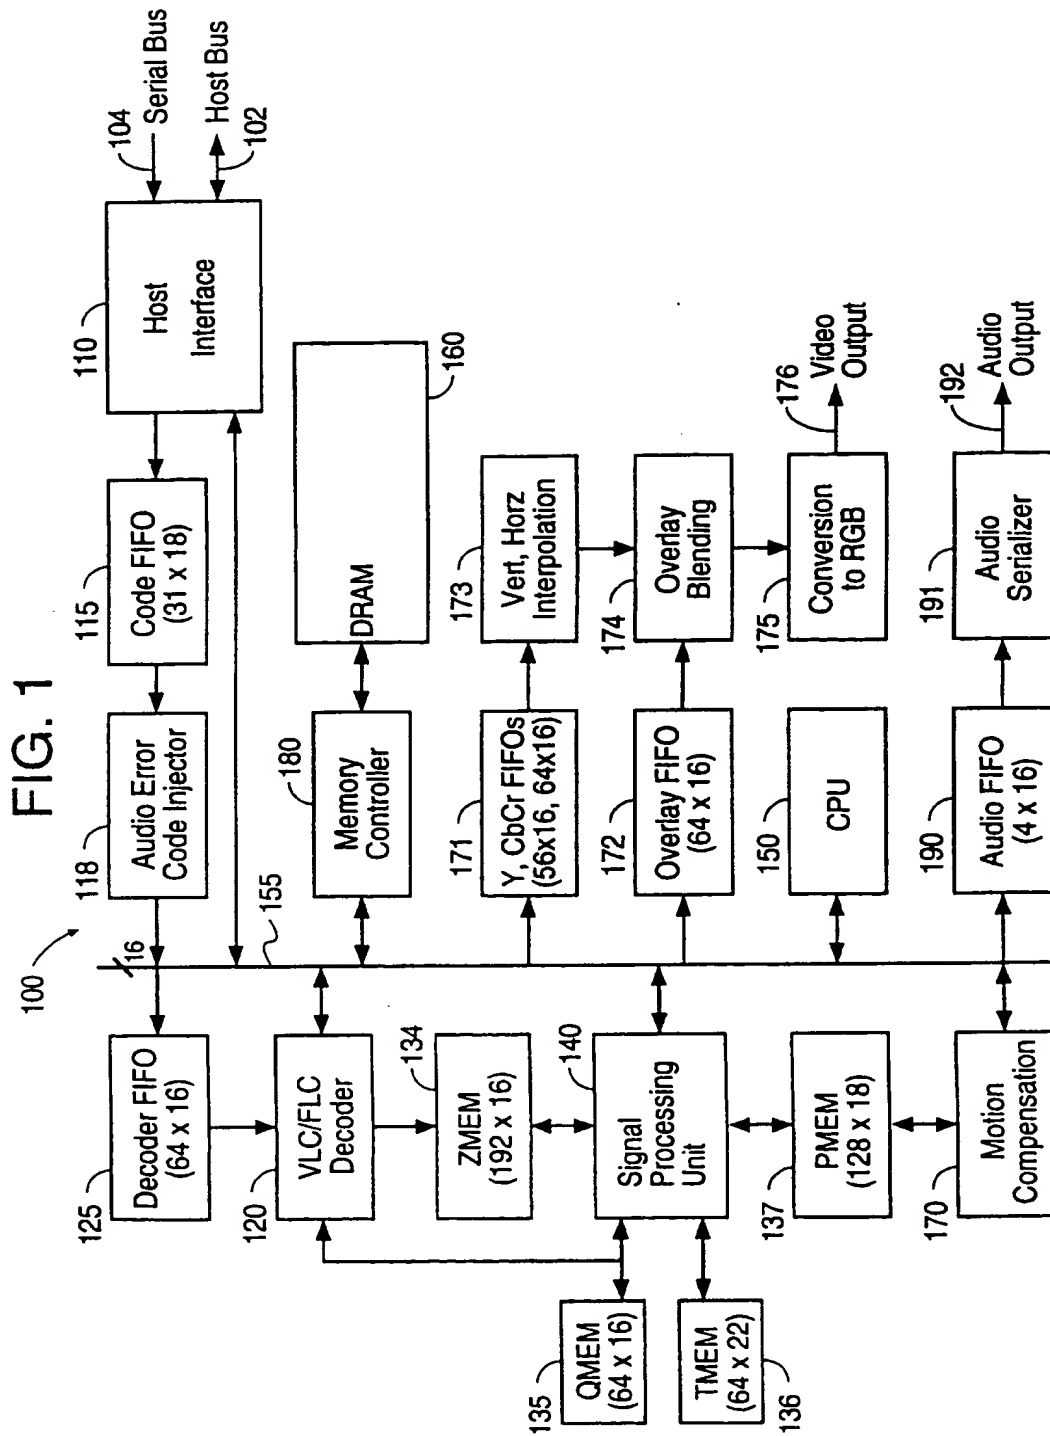 FIG. 1
100
104
Serial Bus
Host Bus
102
110
Host
Interface
115
Code FIFO
(31 x 18)
118
Audio Error
Code Injector
16
155
125
Decoder FIFO
(64 x 16)
120
VLC/FLC
Decoder
180
Memory
Controller
DRAM
160
134
ZMEM
(192 x 16)
171
Y, CbCr FIFOs
(56x16, 64x16)
173
Vert, Horz
Interpolation
135
QMEM
(64 x 16)
140
Signal
Processing
Unit
172
Overlay FIFO
(64 x 16)
174
Overlay
Blending
TMEM
(64 x 22)
136
137
PMEM
(128 x 18)
150
CPU
175
Conversion
to RGB
176
Video
Output
170
Motion
Compensation
190
Audio FIFO
(4 x 16)
191
Audio
Serializer
192
Audio
Output